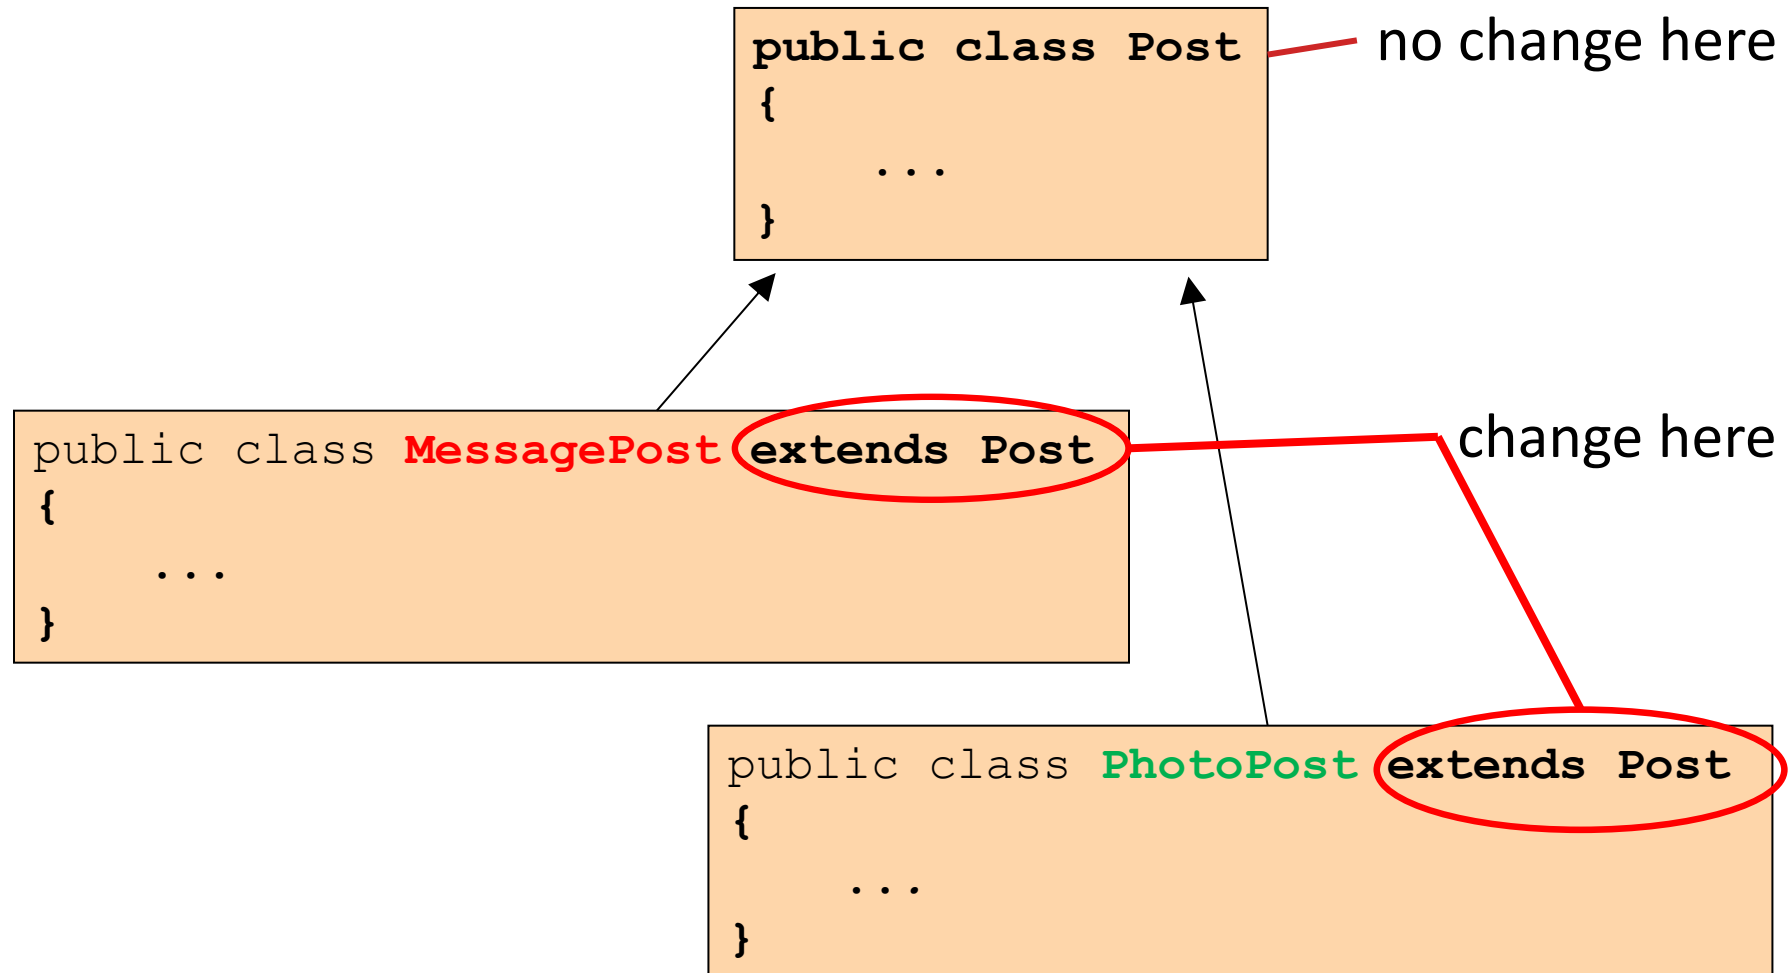 public class Post
{
...
}
no change here
public class MessagePost extends Post
{
...
}
change here
public class PhotoPost extends Post
{
...
}